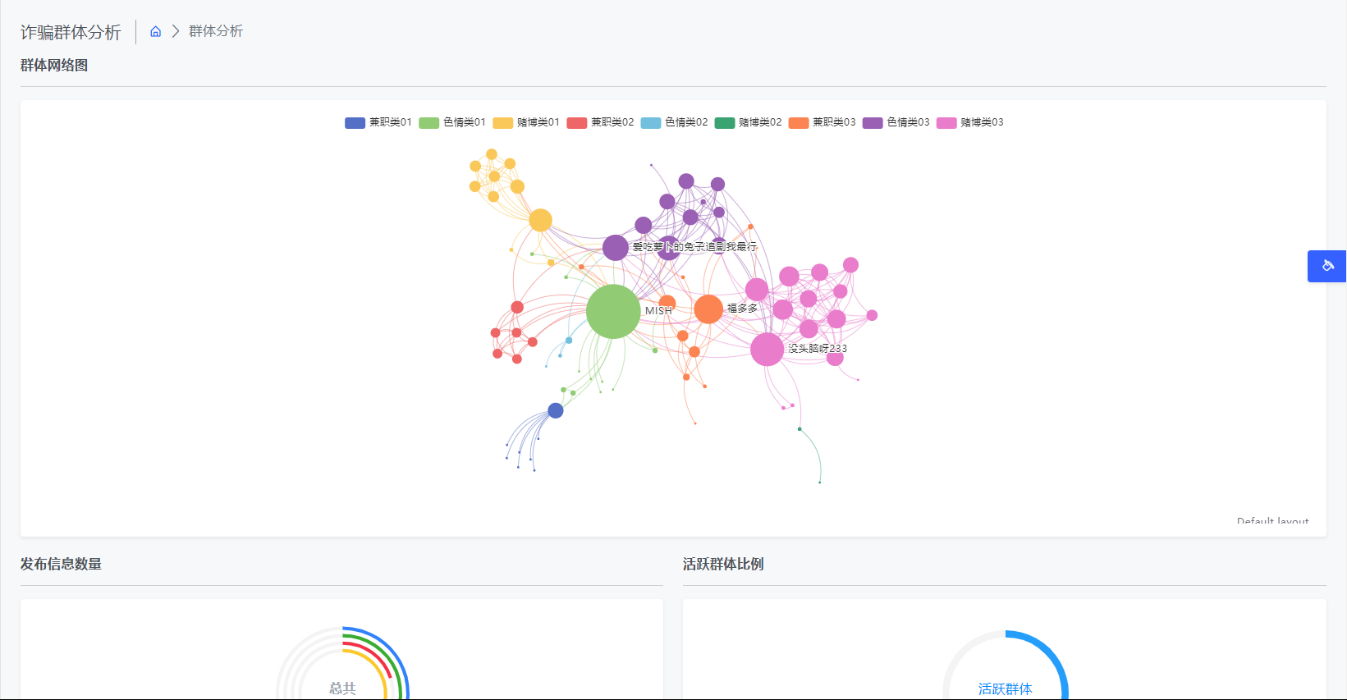 诈骗群体分析 群体分析
群体网络图
兼职类01 色情类01 赌博类01 兼职类02 色情类02 赌博类02 兼职类03 色情类03 赌博类03
爱吃萝卜的兔子追剧我最行
MISH
福多多
没头脑呀233
Default layout
发布信息数量
活跃群体比例
总共
活跃群体